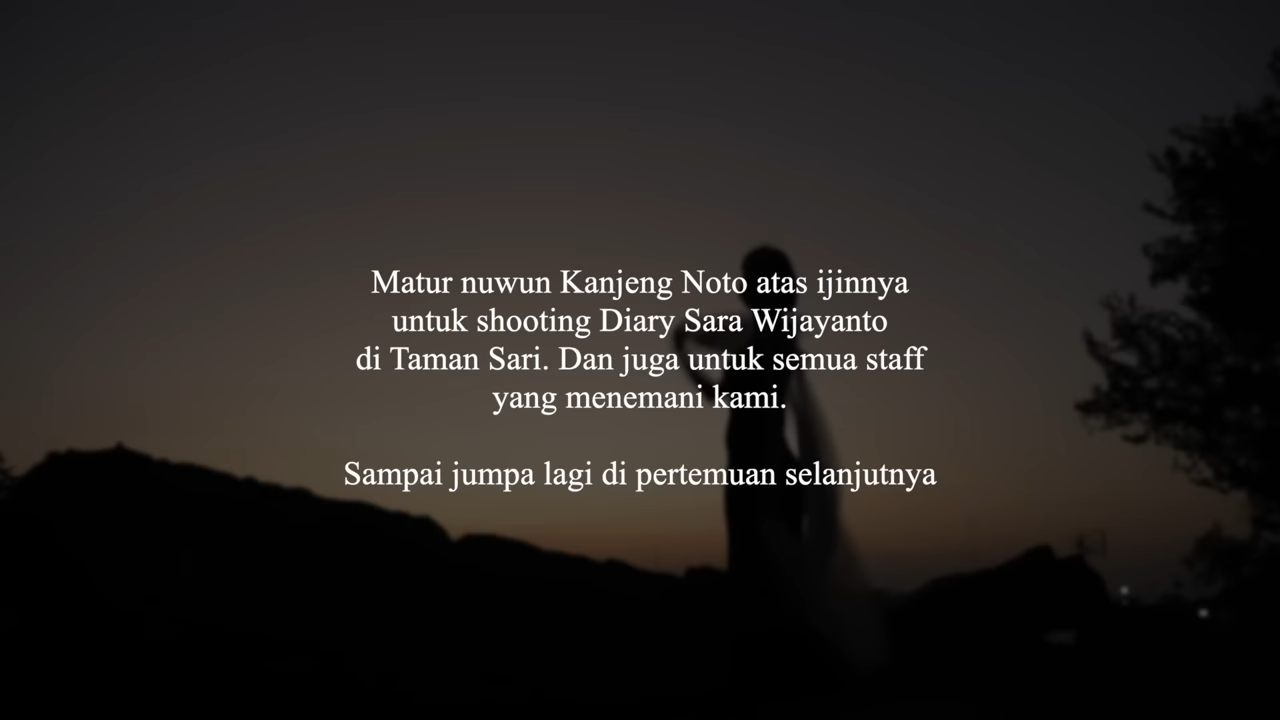 Matur nuwun Kanjeng Noto atas ijinnya
untuk shooting Diary Sara Wijayanto
di Taman Sari. Dan juga untuk semua staff
yang menemani kami.
Sampai jumpa lagi di pertemuan selanjutnya